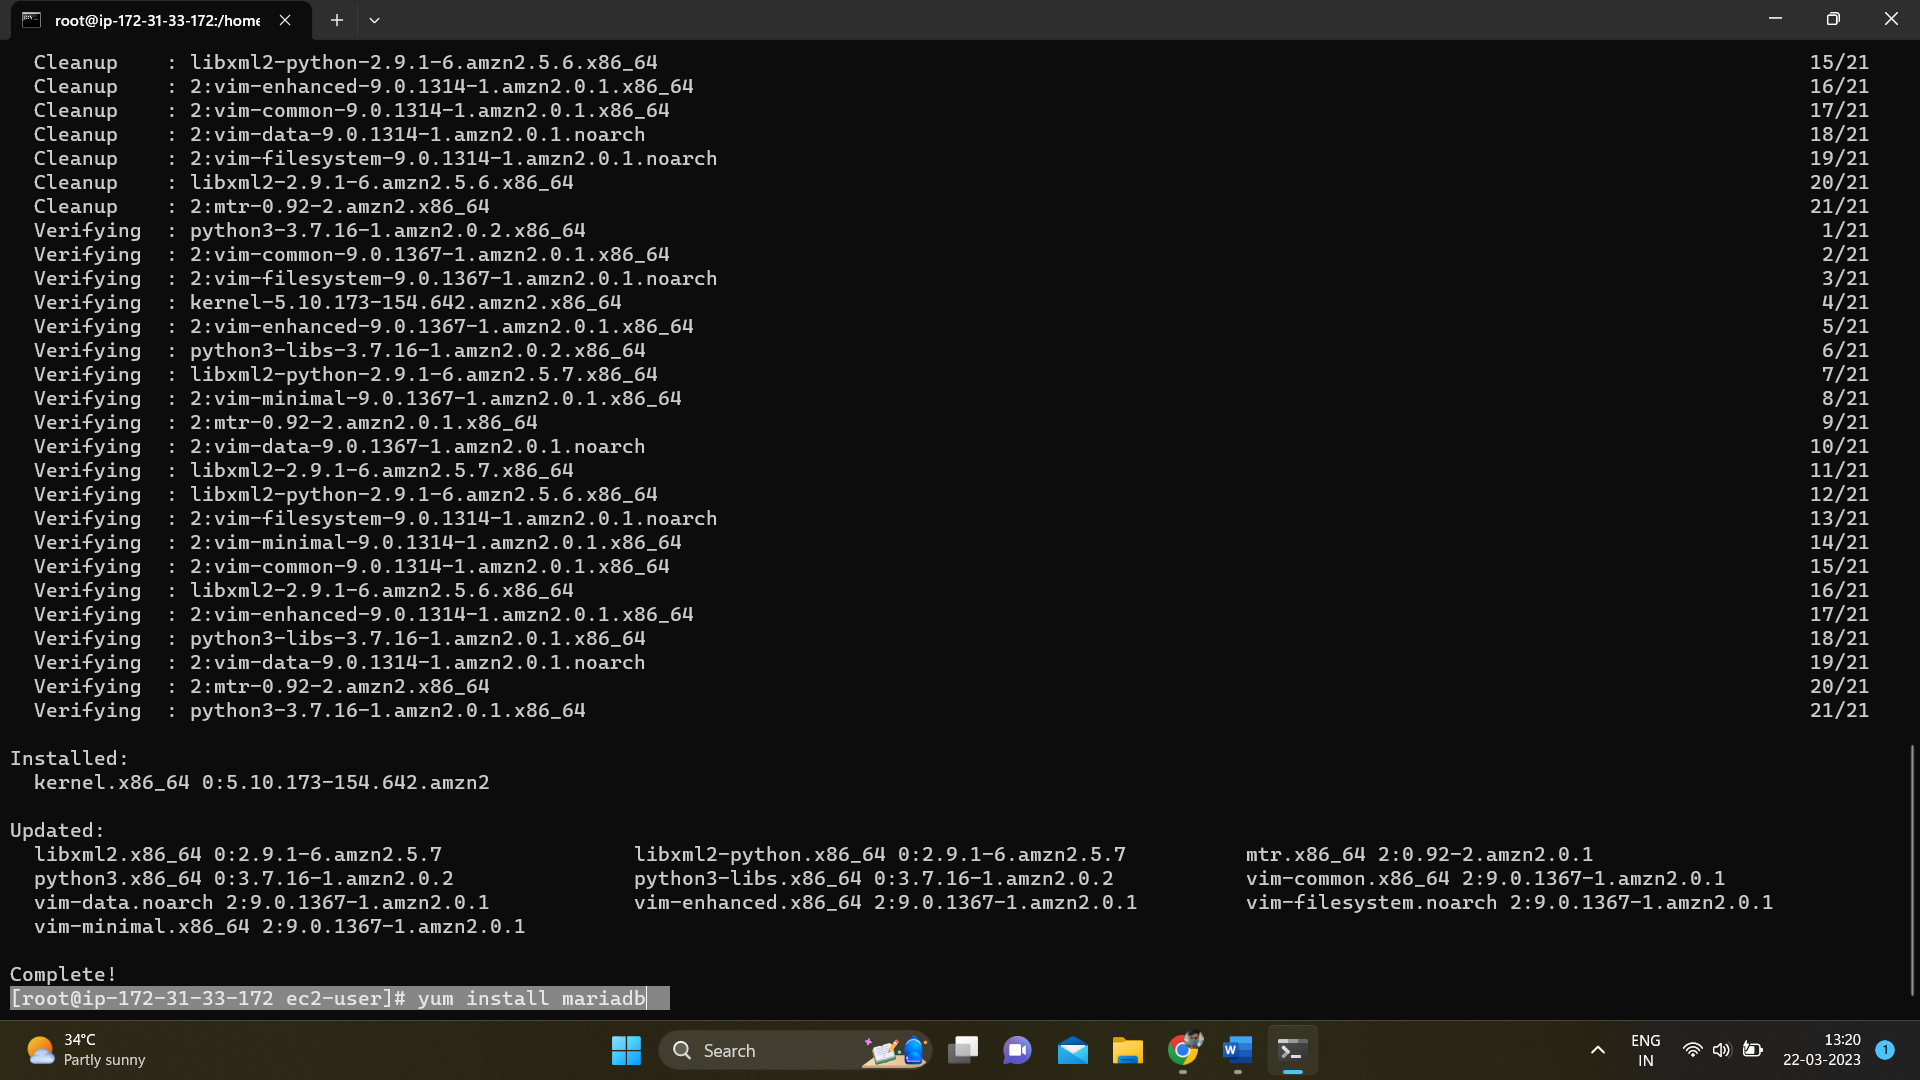 root@ip-172-31-33-172:/home
Cleanup : libxml2-python-2.9.1-6.amzn2.5.6.x86_64 15/21
Cleanup : 2:vim-enhanced-9.0.1314-1.amzn2.0.1.x86_64 16/21
Cleanup : 2:vim-common-9.0.1314-1.amzn2.0.1.x86_64 17/21
Cleanup : 2:vim-data-9.0.1314-1.amzn2.0.1.noarch 18/21
Cleanup : 2:vim-filesystem-9.0.1314-1.amzn2.0.1.noarch 19/21
Cleanup : libxml2-2.9.1-6.amzn2.5.6.x86_64 20/21
Cleanup : 2:mtr-0.92-2.amzn2.x86_64 21/21
Verifying : python3-3.7.16-1.amzn2.0.2.x86_64 1/21
Verifying : 2:vim-common-9.0.1367-1.amzn2.0.1.x86_64 2/21
Verifying : 2:vim-filesystem-9.0.1367-1.amzn2.0.1.noarch 3/21
Verifying : kernel-5.10.173-154.642.amzn2.x86_64 4/21
Verifying : 2:vim-enhanced-9.0.1367-1.amzn2.0.1.x86_64 5/21
Verifying : python3-libs-3.7.16-1.amzn2.0.2.x86_64 6/21
Verifying : libxml2-python-2.9.1-6.amzn2.5.7.x86_64 7/21
Verifying : 2:vim-minimal-9.0.1367-1.amzn2.0.1.x86_64 8/21
Verifying : 2:mtr-0.92-2.amzn2.0.1.x86_64 9/21
Verifying : 2:vim-data-9.0.1367-1.amzn2.0.1.noarch 10/21
Verifying : libxml2-2.9.1-6.amzn2.5.7.x86_64 11/21
Verifying : libxml2-python-2.9.1-6.amzn2.5.6.x86_64 12/21
Verifying : 2:vim-filesystem-9.0.1314-1.amzn2.0.1.noarch 13/21
Verifying : 2:vim-minimal-9.0.1314-1.amzn2.0.1.x86_64 14/21
Verifying : 2:vim-common-9.0.1314-1.amzn2.0.1.x86_64 15/21
Verifying : libxml2-2.9.1-6.amzn2.5.6.x86_64 16/21
Verifying : 2:vim-enhanced-9.0.1314-1.amzn2.0.1.x86_64 17/21
Verifying : python3-libs-3.7.16-1.amzn2.0.1.x86_64 18/21
Verifying : 2:vim-data-9.0.1314-1.amzn2.0.1.noarch 19/21
Verifying : 2:mtr-0.92-2.amzn2.x86_64 20/21
Verifying : python3-3.7.16-1.amzn2.0.1.x86_64 21/21
Installed:
kernel.x86_64 0:5.10.173-154.642.amzn2
Updated:
libxml2.x86_64 0:2.9.1-6.amzn2.5.7 libxml2-python.x86_64 0:2.9.1-6.amzn2.5.7 mtr.x86_64 2:0.92-2.amzn2.0.1
python3.x86_64 0:3.7.16-1.amzn2.0.2 python3-libs.x86_64 0:3.7.16-1.amzn2.0.2 vim-common.x86_64 2:9.0.1367-1.amzn2.0.1
vim-data.noarch 2:9.0.1367-1.amzn2.0.1 vim-enhanced.x86_64 2:9.0.1367-1.amzn2.0.1 vim-filesystem.noarch 2:9.0.1367-1.amzn2.0.1
vim-minimal.x86_64 2:9.0.1367-1.amzn2.0.1
Complete!
[root@ip-172-31-33-172 ec2-user]# yum install mariadb
34°C
Partly sunny
Search
W
ENG
IN
13:20
22-03-2023
1